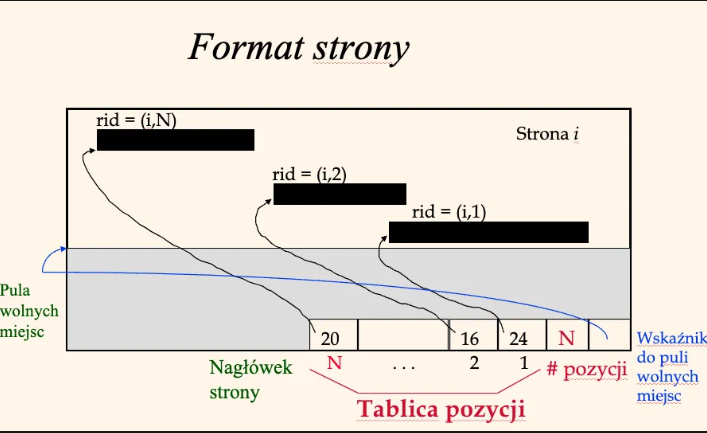 Format strony
rid = (i,N)
Strona i
rid = (i,2)
rid = (i,1)
Pula
wolnych
miejsc
20 16 24 N
Wskaźnik
do puli
wolnych
miejsc
Nagłówek
strony
N . . . 2 1 # pozycji
Tablica pozycji